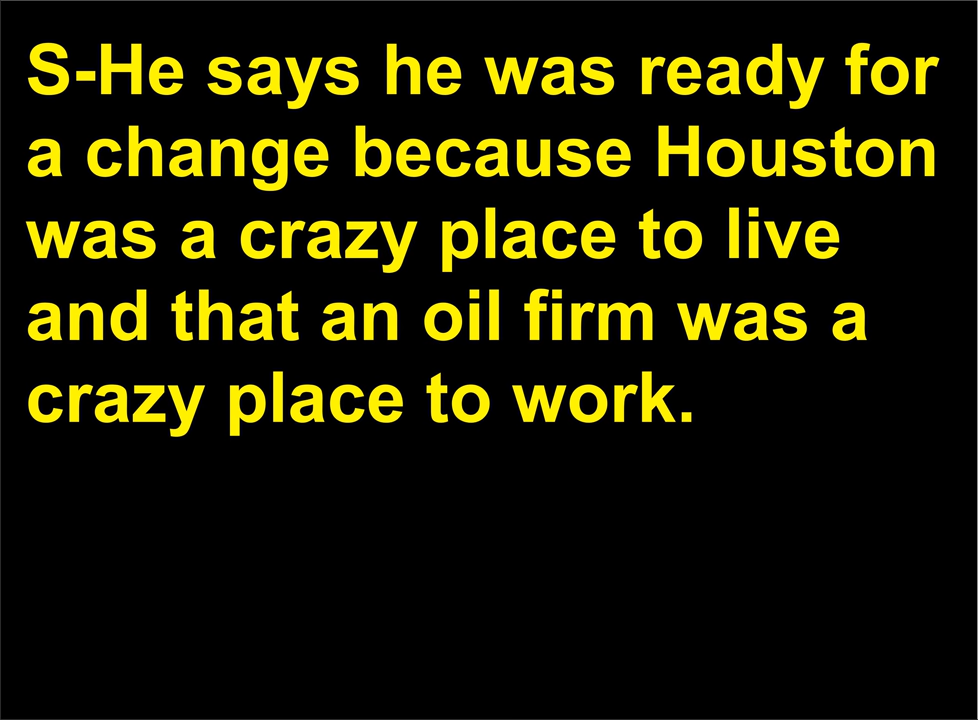 S-He says he was ready for
a change because Houston
was a crazy place to live
and that an oil firm was a
crazy place to work.